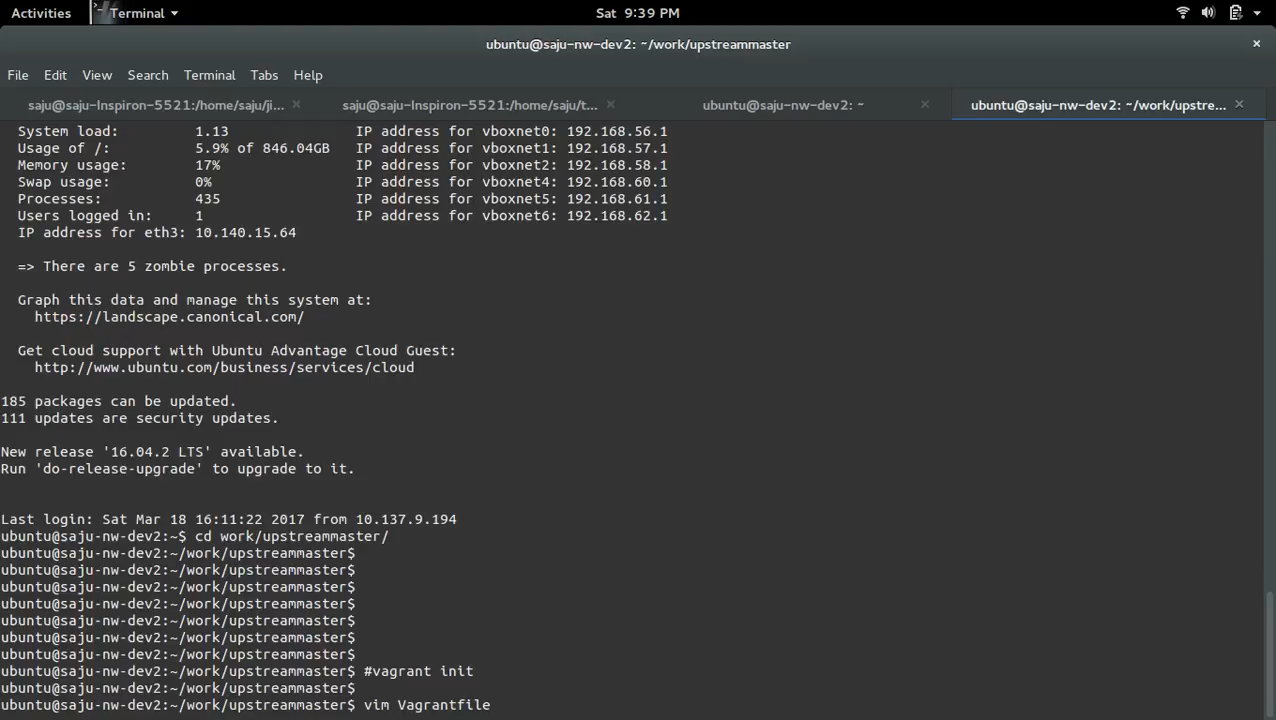 Activities Terminal Sat 9:39 PM
ubuntu@saju-nw-dev2: ~/work/upstreammaster ×
File Edit View Search Terminal Tabs Help
saju@saju-Inspiron-5521:/home/saju/ji... × saju@saju-Inspiron-5521:/home/saju/t... × ubuntu@saju-nw-dev2: ~ × ubuntu@saju-nw-dev2: ~/work/upstre... ×
System load: 1.13 IP address for vboxnet0: 192.168.56.1
Usage of /: 5.9% of 846.04GB IP address for vboxnet1: 192.168.57.1
Memory usage: 17% IP address for vboxnet2: 192.168.58.1
Swap usage: 0% IP address for vboxnet4: 192.168.60.1
Processes: 435 IP address for vboxnet5: 192.168.61.1
Users logged in: 1 IP address for vboxnet6: 192.168.62.1
IP address for eth3: 10.140.15.64
=> There are 5 zombie processes.
Graph this data and manage this system at:
https://landscape.canonical.com/
Get cloud support with Ubuntu Advantage Cloud Guest:
http://www.ubuntu.com/business/services/cloud
185 packages can be updated.
111 updates are security updates.
New release '16.04.2 LTS' available.
Run 'do-release-upgrade' to upgrade to it.
Last login: Sat Mar 18 16:11:22 2017 from 10.137.9.194
ubuntu@saju-nw-dev2:~$ cd work/upstreammaster/
ubuntu@saju-nw-dev2:~/work/upstreammaster$
ubuntu@saju-nw-dev2:~/work/upstreammaster$
ubuntu@saju-nw-dev2:~/work/upstreammaster$
ubuntu@saju-nw-dev2:~/work/upstreammaster$
ubuntu@saju-nw-dev2:~/work/upstreammaster$
ubuntu@saju-nw-dev2:~/work/upstreammaster$
ubuntu@saju-nw-dev2:~/work/upstreammaster$
ubuntu@saju-nw-dev2:~/work/upstreammaster$ #vagrant init
ubuntu@saju-nw-dev2:~/work/upstreammaster$
ubuntu@saju-nw-dev2:~/work/upstreammaster$ vim Vagrantfile